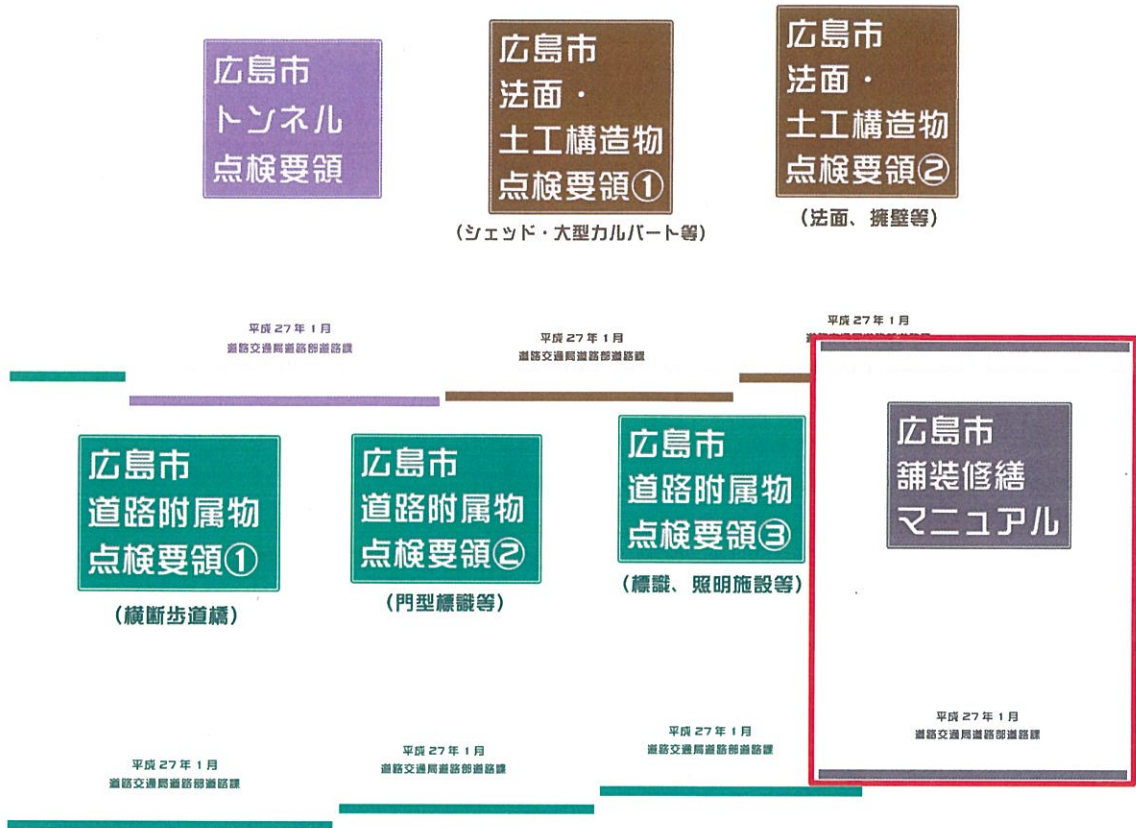 広島市
トンネル
点検要領
平成27年1月
道路交通局道路部道路課
広島市
法面・
土工構造物
点検要領①
(シェッド・大型カルバート等)
平成27年1月
道路交通局道路部道路課
広島市
法面・
土工構造物
点検要領②
(法面、擁壁等)
平成27年1月
広島市
道路附属物
点検要領①
(横断歩道橋)
平成27年1月
道路交通局道路部道路課
広島市
道路附属物
点検要領②
(門型標識等)
平成27年1月
道路交通局道路部道路課
広島市
道路附属物
点検要領③
(標識、照明施設等)
平成27年1月
道路交通局道路部道路課
広島市
舗装修繕
マニュアル
平成27年1月
道路交通局道路部道路課